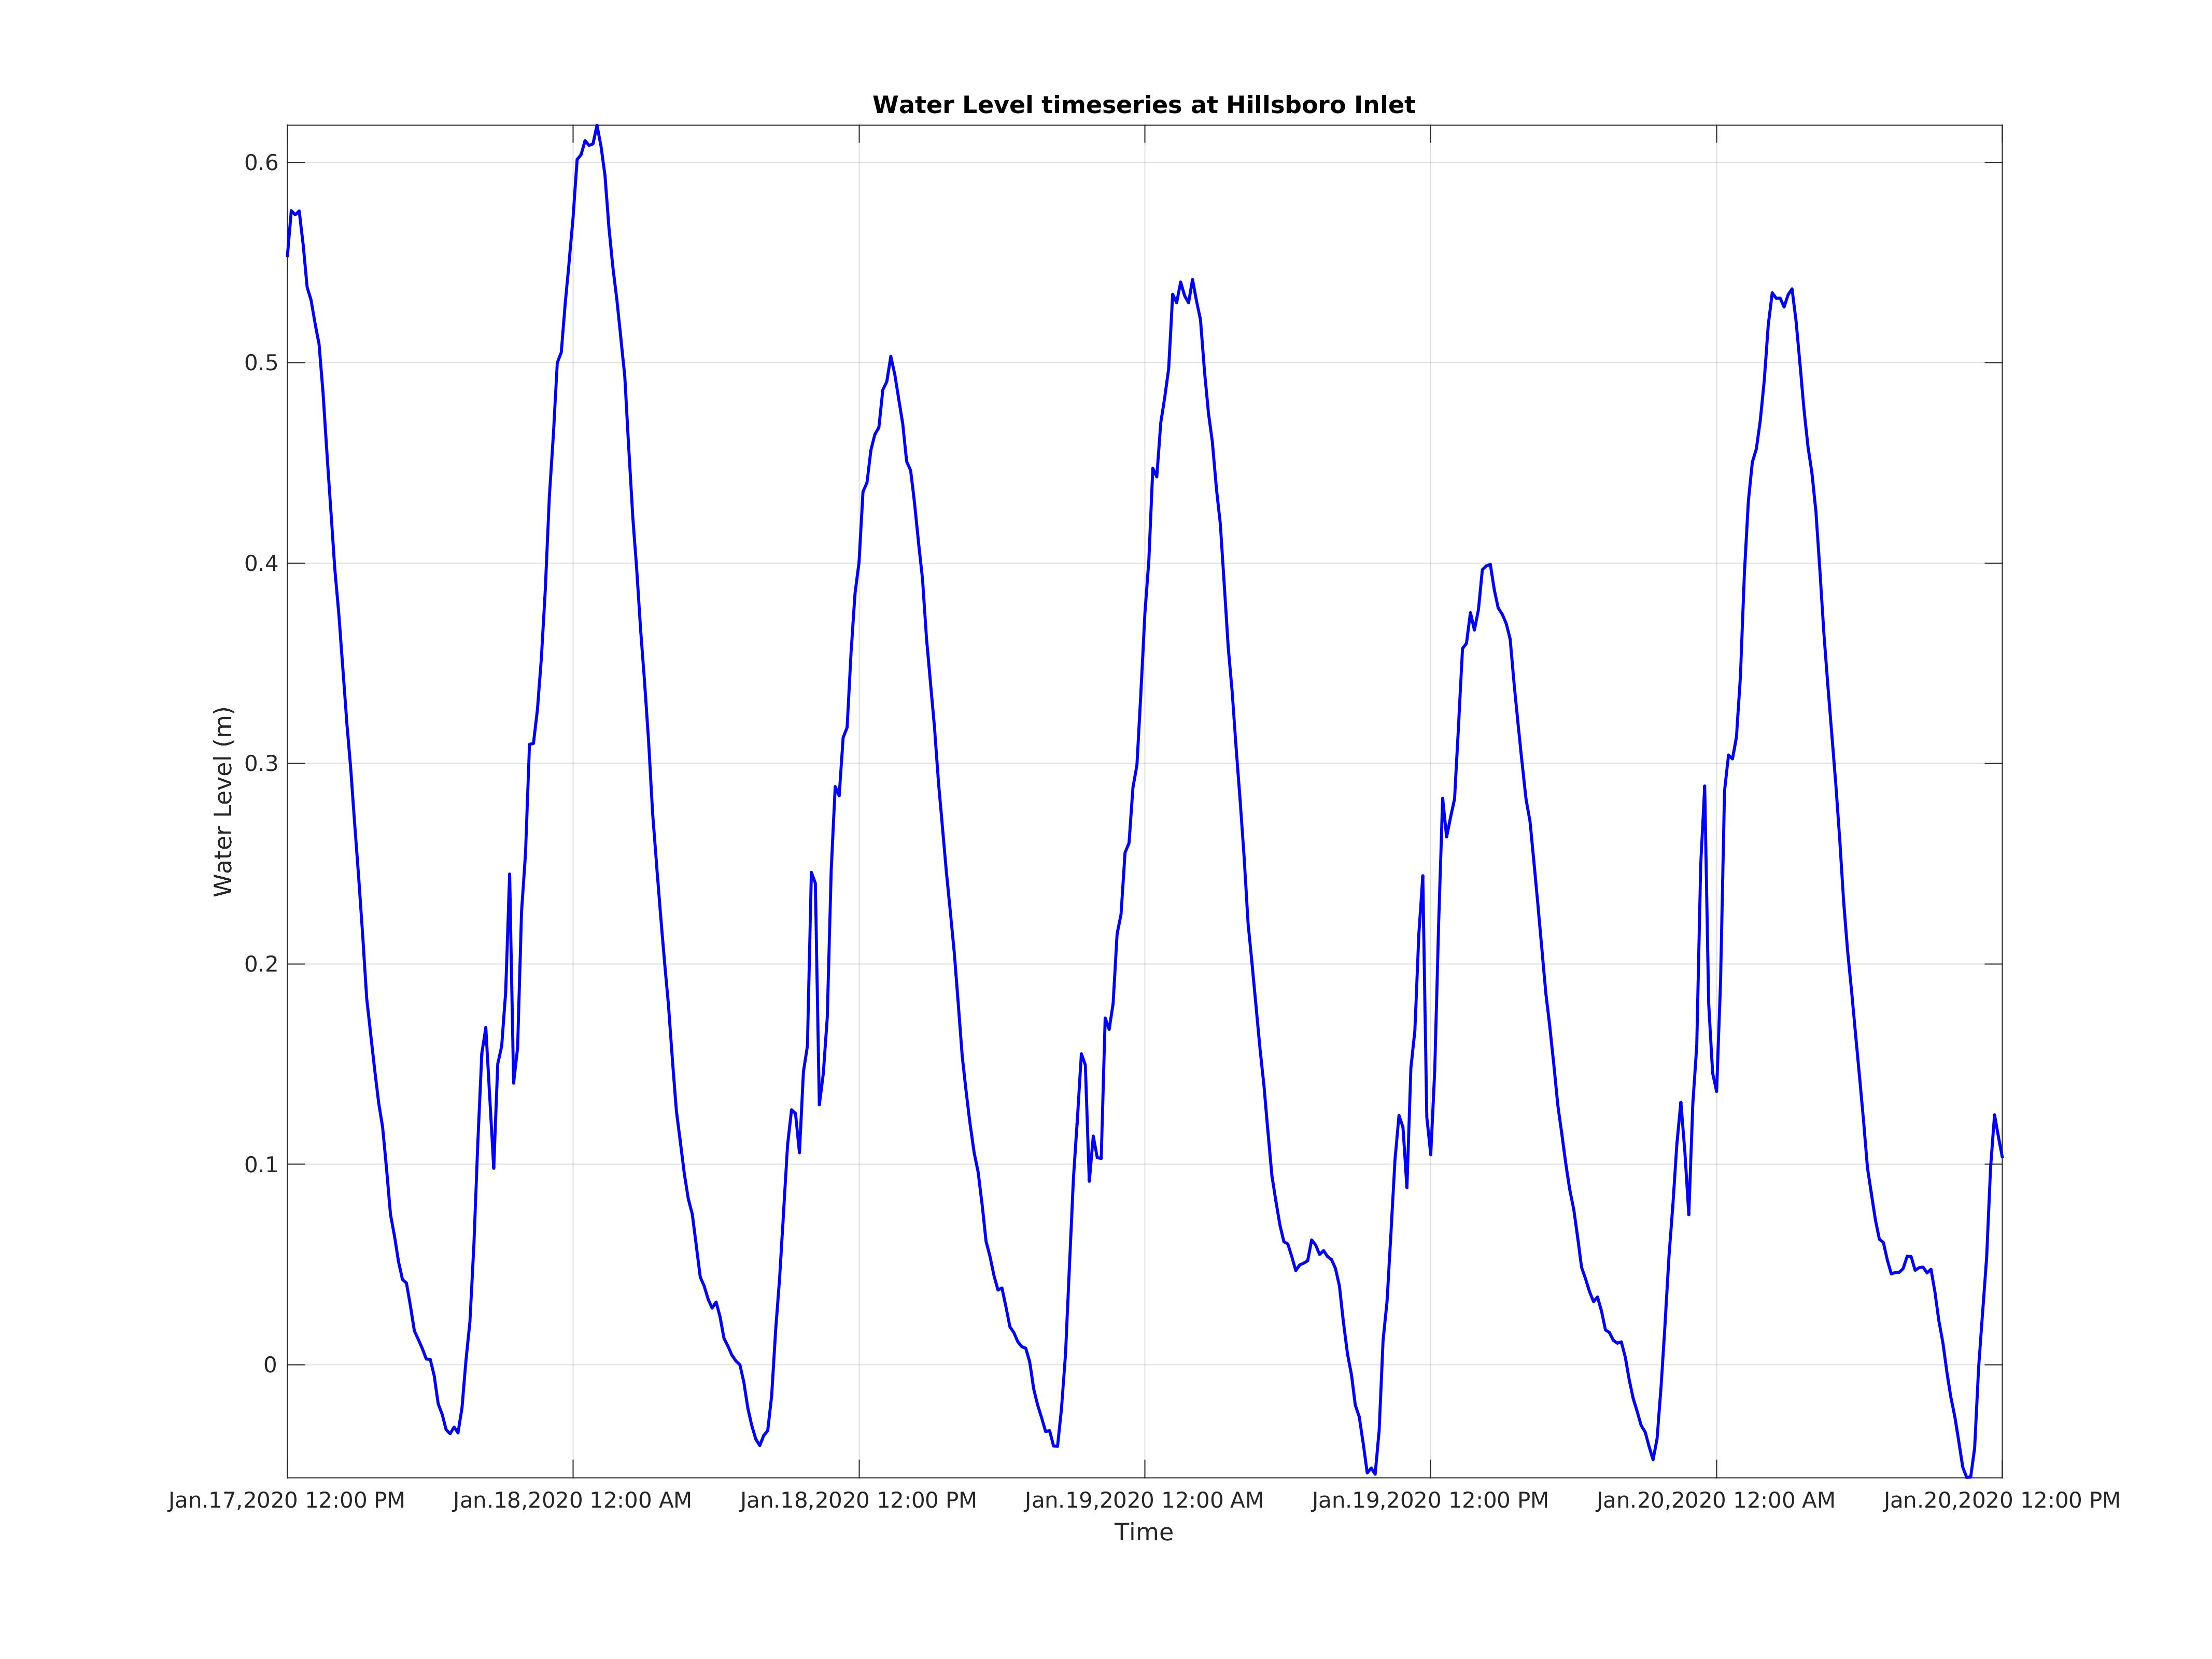 Water Level timeseries at Hillsboro Inlet
0.6
0.5
0.4
0.3
0.2
0.1
0
Water Level (m)
Jan.17,2020 12:00 PM
Jan.18,2020 12:00 AM
Jan.18,2020 12:00 PM
Jan.19,2020 12:00 AM
Jan.19,2020 12:00 PM
Jan.20,2020 12:00 AM
Jan.20,2020 12:00 PM
Time